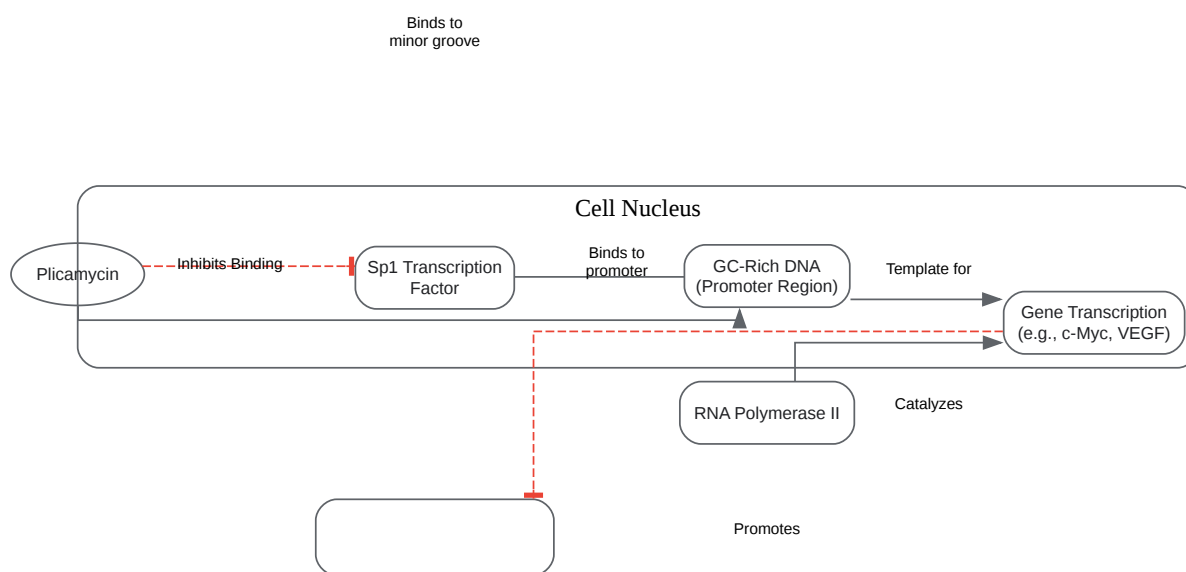 Binds to
minor groove
Cell Nucleus
Plicamycin
Inhibits Binding
Sp1 Transcription
Factor
Binds to
promoter
GC-Rich DNA
(Promoter Region)
Template for
Gene Transcription
(e.g., c-Myc, VEGF)
RNA Polymerase II
Catalyzes
Promotes